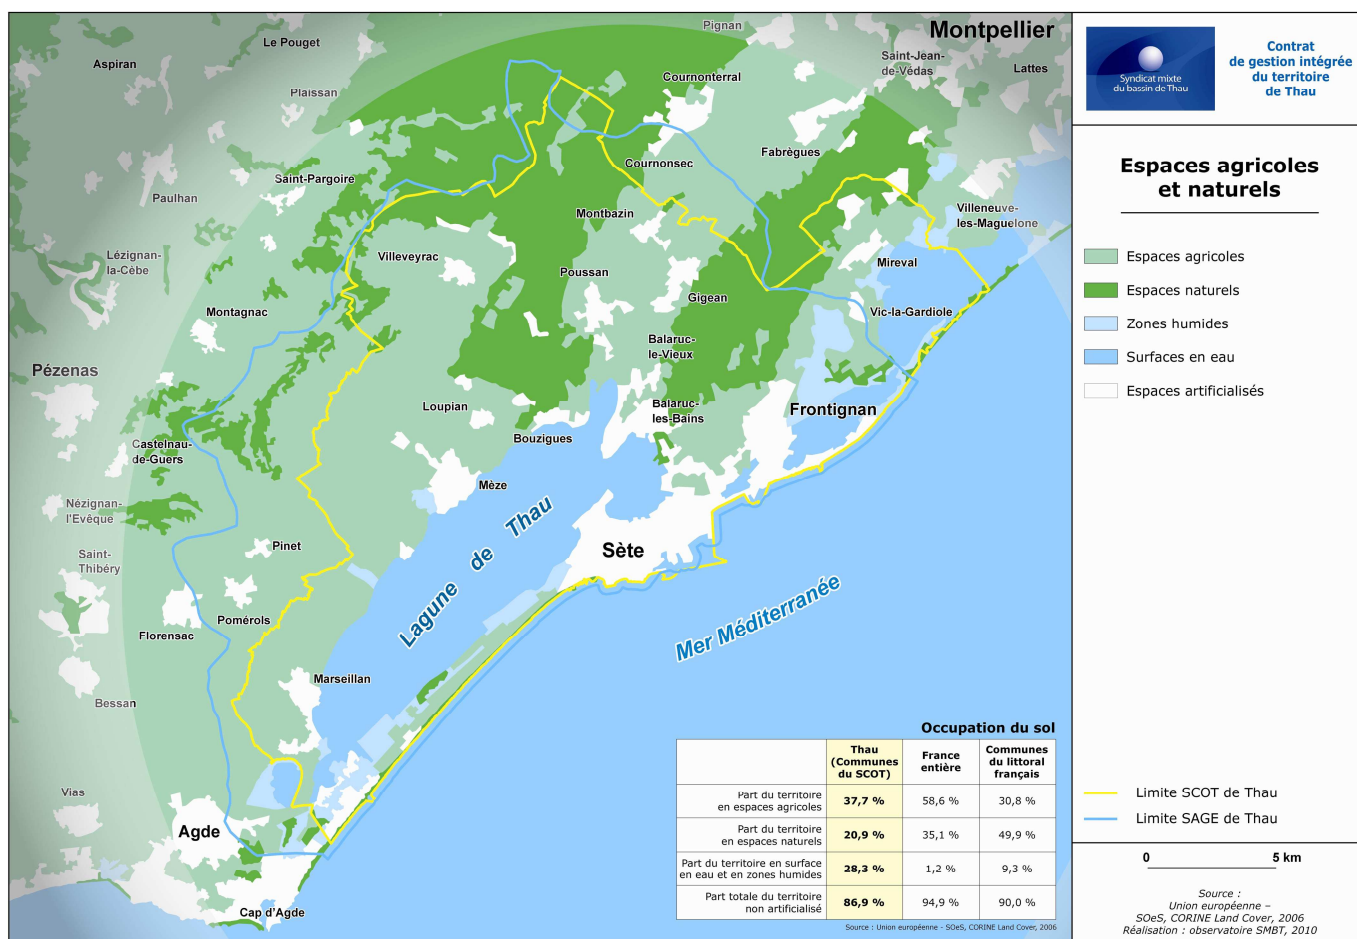 Pignan
Montpellier
Le Pouget
Aspiran
Saint-Jean-
de-Védas
Lattes
Cournonterral
Plaissan
Fabrègues
Cournonsec
Saint-Pargoire
Paulhan
Montbazin
Villeneuve-
les-Maguelone
Lézignan-
la-Cèbe
Villeveyrac
Mireval
Poussan
Gigean
Montagnac
Vic-la-Gardiole
Balaruc-
le-Vieux
Pézenas
Loupian
Balaruc-
les-Bains
Frontignan
Bouzigues
Castelnau-
de-Guers
Mèze
Nézignan-
l'Evêque
Lagune de Thau
Pinet
Sète
Saint-
Thibéry
Mer Méditerranée
Pomérols
Florensac
Marseillan
Bessan
Vias
Agde
Cap d'Agde
Occupation du sol
Thau
(Communes
du SCOT)
France
entière
Communes
du littoral
français
Part du territoire
en espaces agricoles
37,7 %
58,6 %
30,8 %
Part du territoire
en espaces naturels
20,9 %
35,1 %
49,9 %
Part du territoire en surface
en eau et en zones humides
28,3 %
1,2 %
9,3 %
Part totale du territoire
non artificialisé
86,9 %
94,9 %
90,0 %
Source : Union européenne - SOeS, CORINE Land Cover, 2006
Syndicat mixte
du bassin de Thau
Contrat
de gestion intégrée
du territoire
de Thau
Espaces agricoles
et naturels
Espaces agricoles
Espaces naturels
Zones humides
Surfaces en eau
Espaces artificialisés
Limite SCOT de Thau
Limite SAGE de Thau
0 5 km
Source :
Union européenne –
SOeS, CORINE Land Cover, 2006
Réalisation : observatoire SMBT, 2010